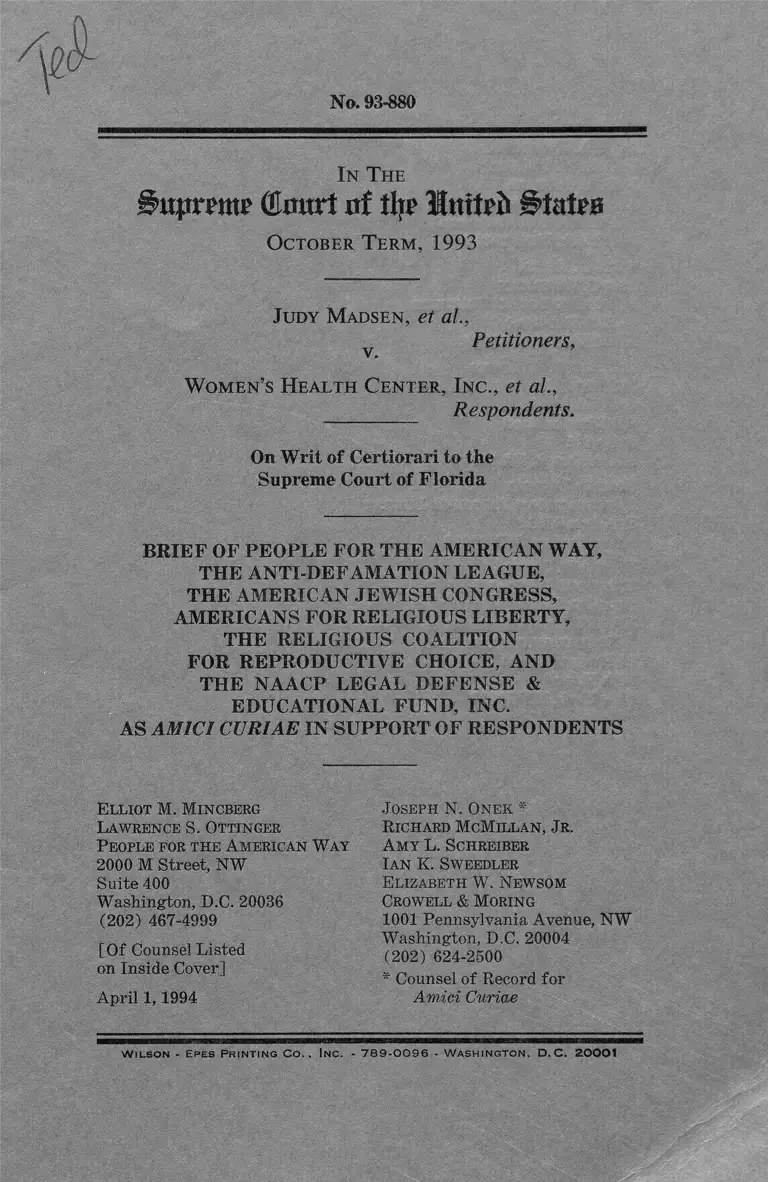 Ted
No. 93-880
IN THE
Supreme Court of the United States
OCTOBER TERM, 1993
JUDY MADSEN, et al.,
Petitioners,
v.
WOMEN'S HEALTH CENTER, INC., et al.,
Respondents.
On Writ of Certiorari to the
Supreme Court of Florida
BRIEF OF PEOPLE FOR THE AMERICAN WAY,
THE ANTI-DEFAMATION LEAGUE,
THE AMERICAN JEWISH CONGRESS,
AMERICANS FOR RELIGIOUS LIBERTY,
THE RELIGIOUS COALITION
FOR REPRODUCTIVE CHOICE, AND
THE NAACP LEGAL DEFENSE &
EDUCATIONAL FUND, INC.
AS AMICI CURIAE IN SUPPORT OF RESPONDENTS
ELLIOT M. MINCBERG
LAWRENCE S. OTTINGER
PEOPLE FOR THE AMERICAN WAY
2000 M Street, NW
Suite 400
Washington, D.C. 20036
(202) 467-4999
[Of Counsel Listed
on Inside Cover]
April 1, 1994
JOSEPH N. ONEK *
RICHARD MCMILLAN, JR.
AMY L. SCHREIBER
IAN K. SWEEDLER
ELIZABETH W. NEWSOM
CROWELL & MORING
1001 Pennsylvania Avenue, NW
Washington, D.C. 20004
(202) 624-2500
* Counsel of Record for
Amici Curiae
WILSON - EPES PRINTING CO., INC. - 789-0096 - WASHINGTON, D.C. 20001